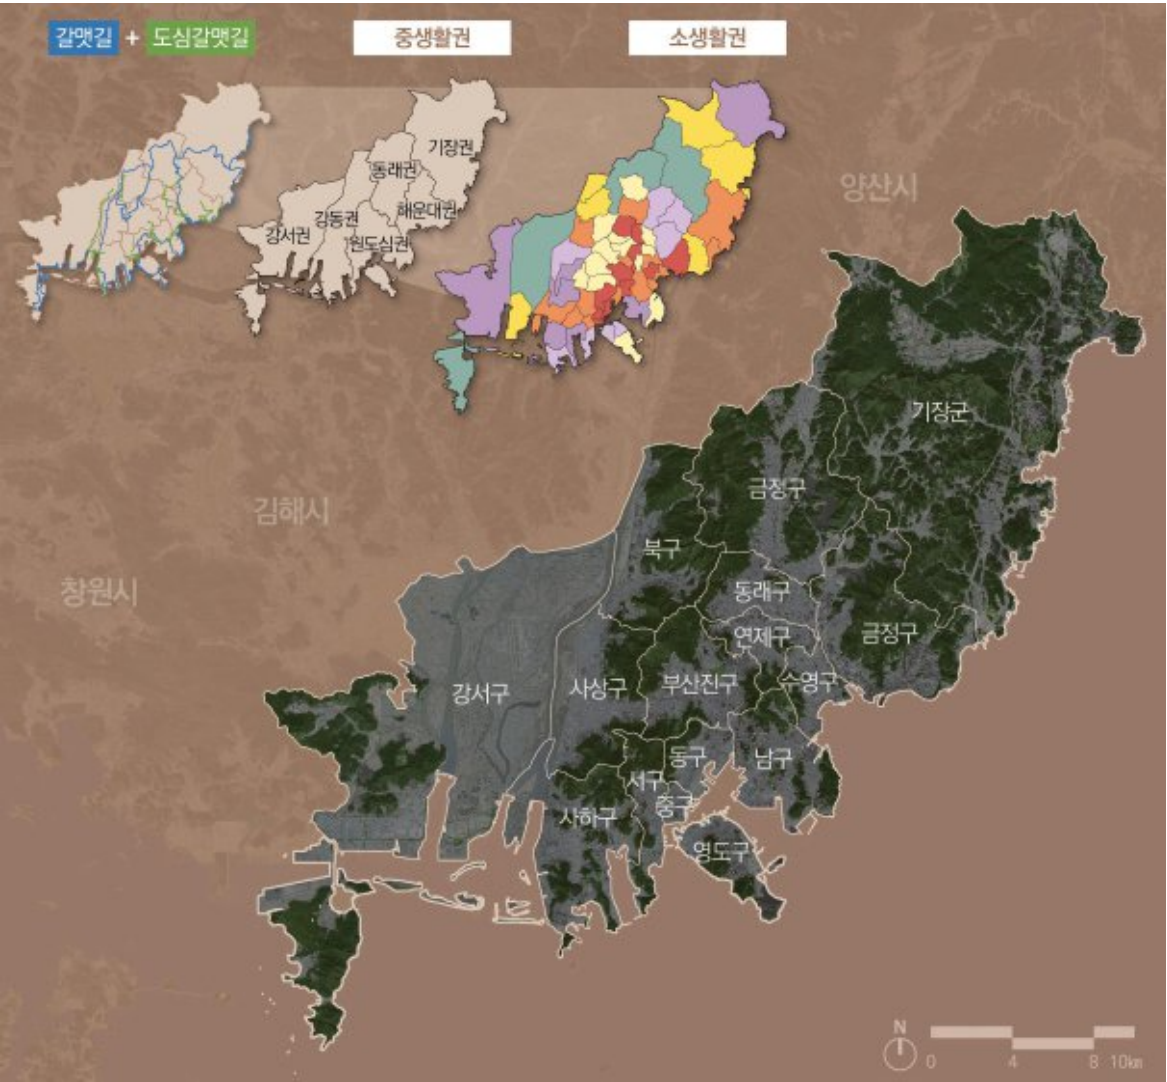 갈맷길 + 도심갈맷길
중생활권
소생활권
기장권
동래권
해운대권
강동권
강서권
원도심권
양산시
김해시
창원시
기장군
금정구
북구
동래구
연제구
금정구
강서구
사상구
부산진구
수영구
동구
남구
서구
중구
사하구
영도구
N
0 4 8 10km